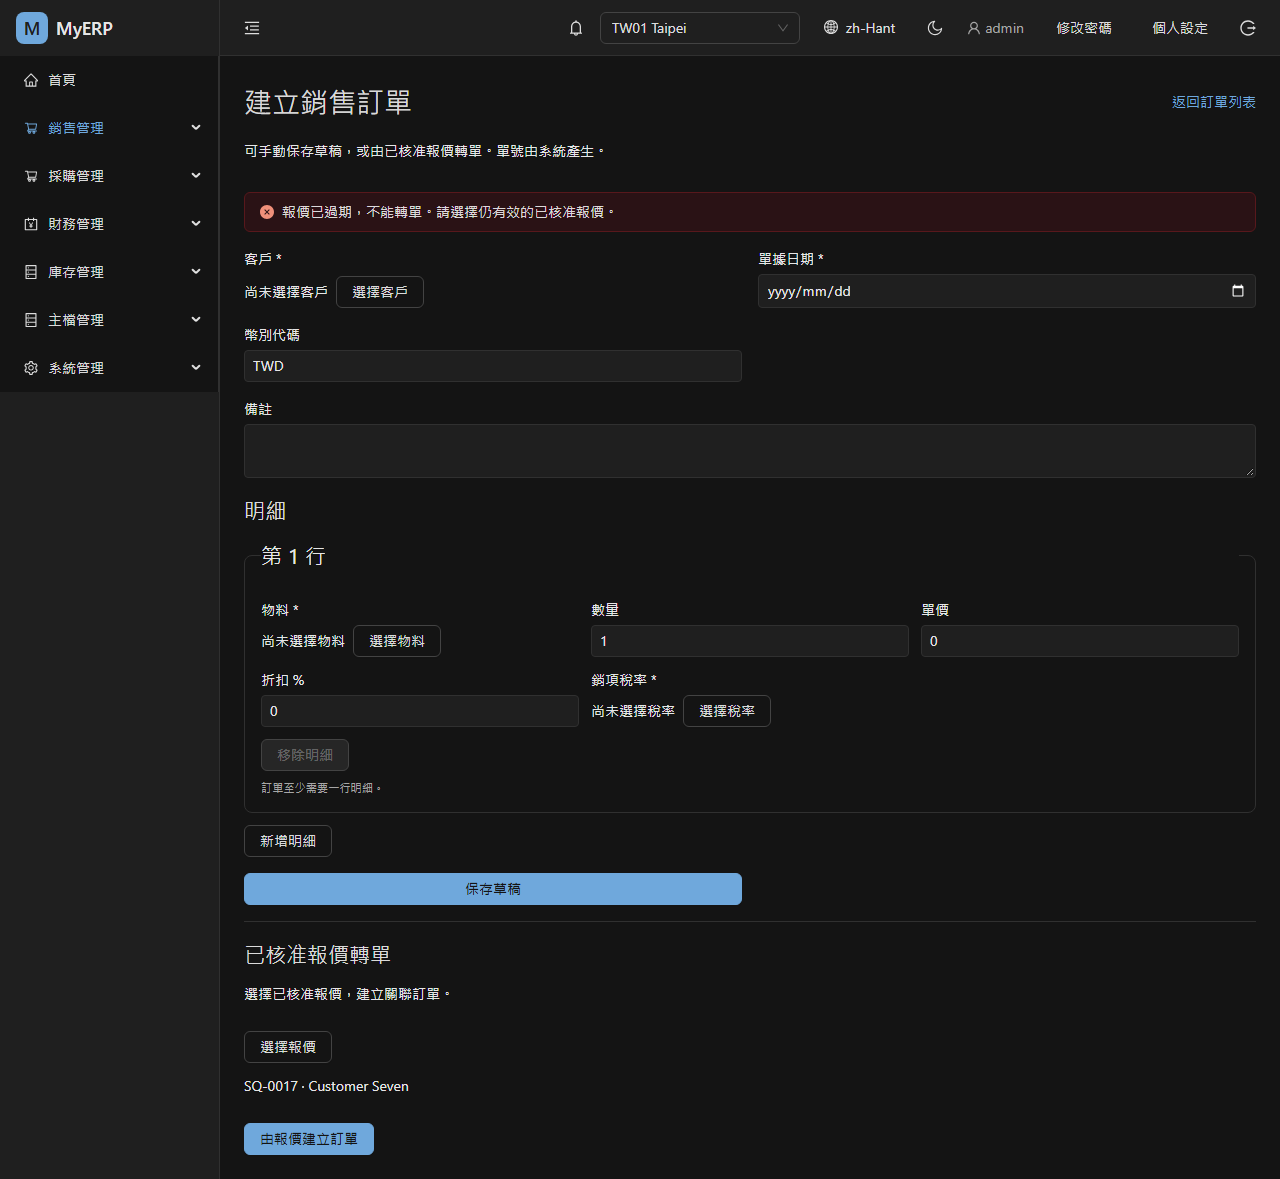 M MyERP
TW01 Taipei
zh-Hant
admin
修改密碼
個人設定
首頁
銷售管理
採購管理
財務管理
庫存管理
主檔管理
系統管理
建立銷售訂單
返回訂單列表
可手動保存草稿，或由已核准報價轉單。單號由系統產生。
報價已過期，不能轉單。請選擇仍有效的已核准報價。
客戶 *
單據日期 *
尚未選擇客戶 選擇客戶
yyyy/mm/dd
幣別代碼
TWD
備註
明細
第 1 行
物料 *
數量
單價
尚未選擇物料 選擇物料
1
0
折扣 %
銷項稅率 *
0
尚未選擇稅率 選擇稅率
移除明細
訂單至少需要一行明細。
新增明細
保存草稿
已核准報價轉單
選擇已核准報價，建立關聯訂單。
選擇報價
SQ-0017 · Customer Seven
由報價建立訂單